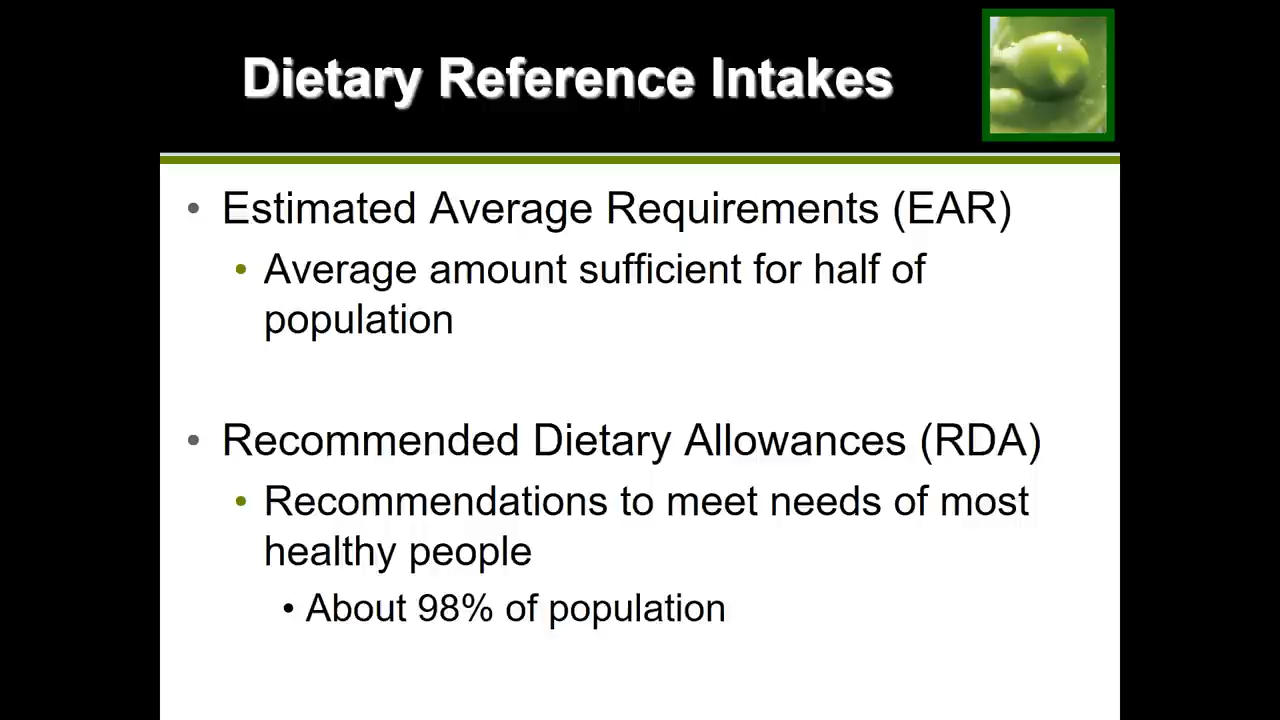 Dietary Reference Intakes
• Estimated Average Requirements (EAR)
• Average amount sufficient for half of
population
• Recommended Dietary Allowances (RDA)
• Recommendations to meet needs of most
healthy people
• About 98% of population